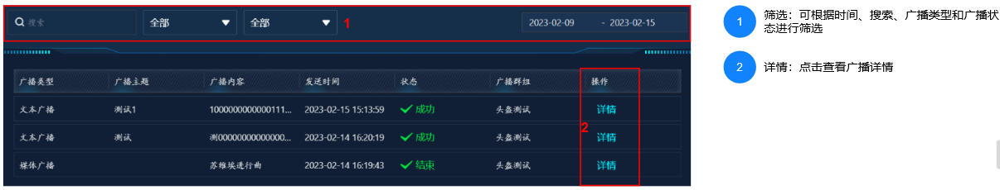 搜索 全部 全部 1 2023-02-09 - 2023-02-15
广播类型 广播主题 广播内容 发送时间 状态 广播群组 操作
文本广播 测试1 1000000000000111... 2023-02-15 15:13:59 成功 头盔测试 详情
文本广播 测试 测00000000000000... 2023-02-14 16:20:19 成功 头盔测试 详情
2
媒体广播 苏维埃进行曲 2023-02-14 16:19:43 结束 头盔测试 详情
1 筛选：可根据时间、搜索、广播类型和广播状
态进行筛选
2 详情：点击查看广播详情